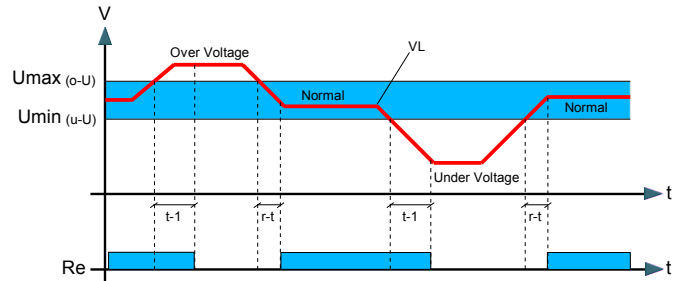 V
Over Voltage
VL
Umax (o-U)
Normal
Normal
Umin (u-U)
Under Voltage
t
t-1
r-t
t-1
r-t
Re
t